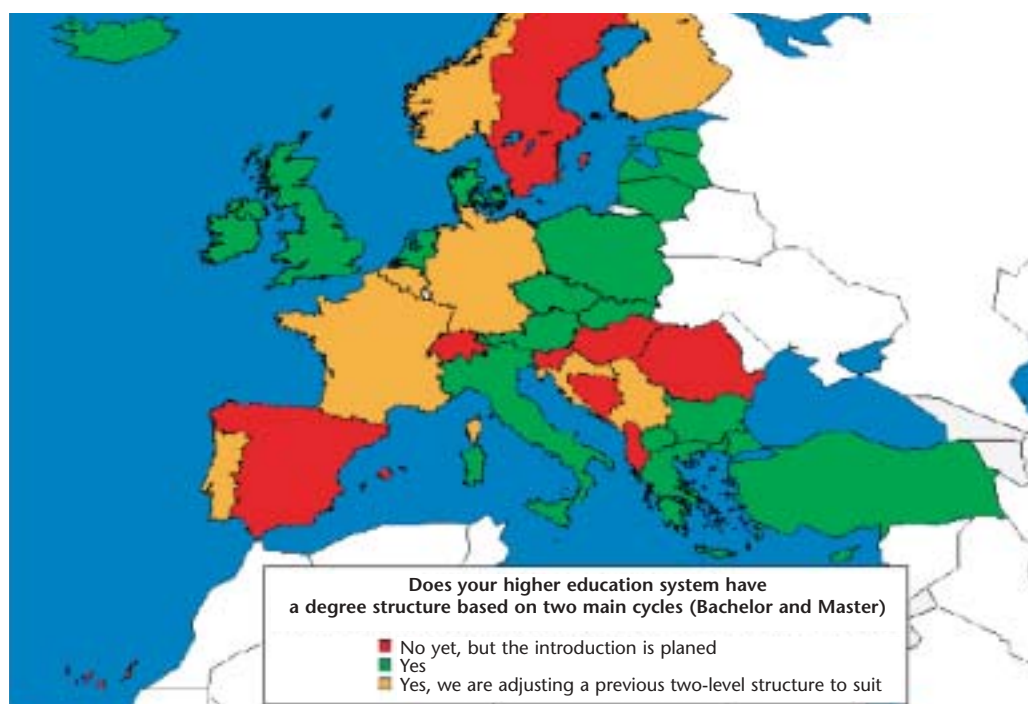 Does your higher education system have
a degree structure based on two main cycles (Bachelor and Master)
No yet, but the introduction is planed
Yes
Yes, we are adjusting a previous two-level structure to suit